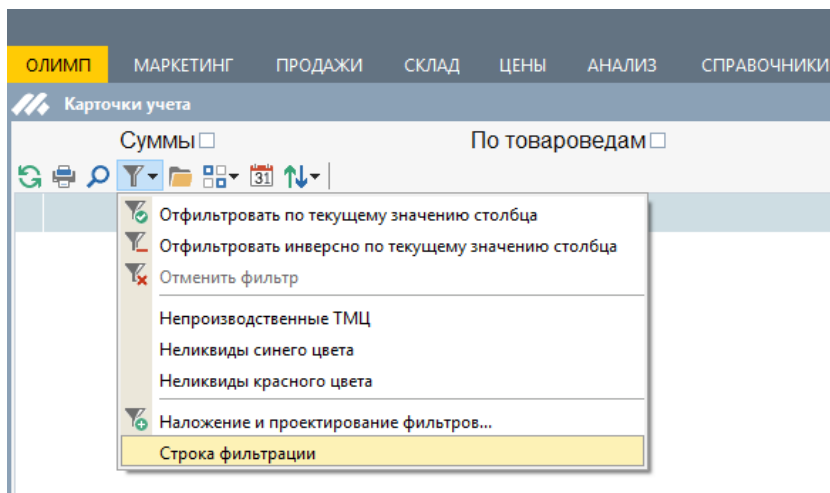 ОЛИМП МАРКЕТИНГ ПРОДАЖИ СКЛАД ЦЕНЫ АНАЛИЗ СПРАВОЧНИКИ
Карточки учета
Суммы По товароведам
31
Отфильтровать по текущему значению столбца
Отфильтровать инверсно по текущему значению столбца
Отменить фильтр
Непроизводственные ТМЦ
Неликвиды синего цвета
Неликвиды красного цвета
Наложение и проектирование фильтров...
Строка фильтрации